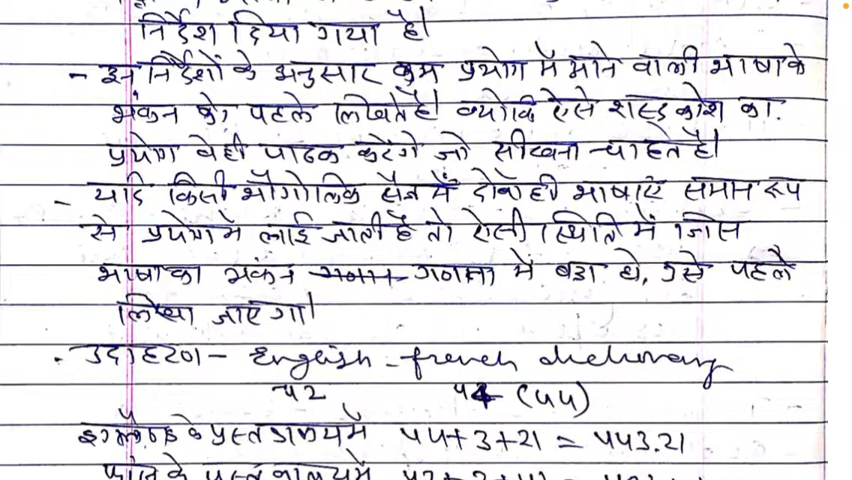 निर्देश दिया गया है।
- इन निर्देशों के अनुसार कम प्रयोग में आने वाली भाषा के
अंकन को पहले लिखते है। क्योंकि ऐसे शब्द कोश का
प्रयोग वेही पाठक करेंगे जो सीखना चाहते है।
- यदि किसी भौगोलिक क्षेत्र में दोनों ही भाषाएं समान रूप
से प्रयोग में लाई जाती है तो ऐसी स्थिति में जिस
भाषा का अंकन गणना में बड़ा हो, उसे पहले
लिखा जाएगा।
. उदाहरण - English - french dictionary
42 44 (44)
इंग्लैण्ड के पुस्तकालय में 44+3+21 = 443.21
फ्रांस के पुस्तकालय में